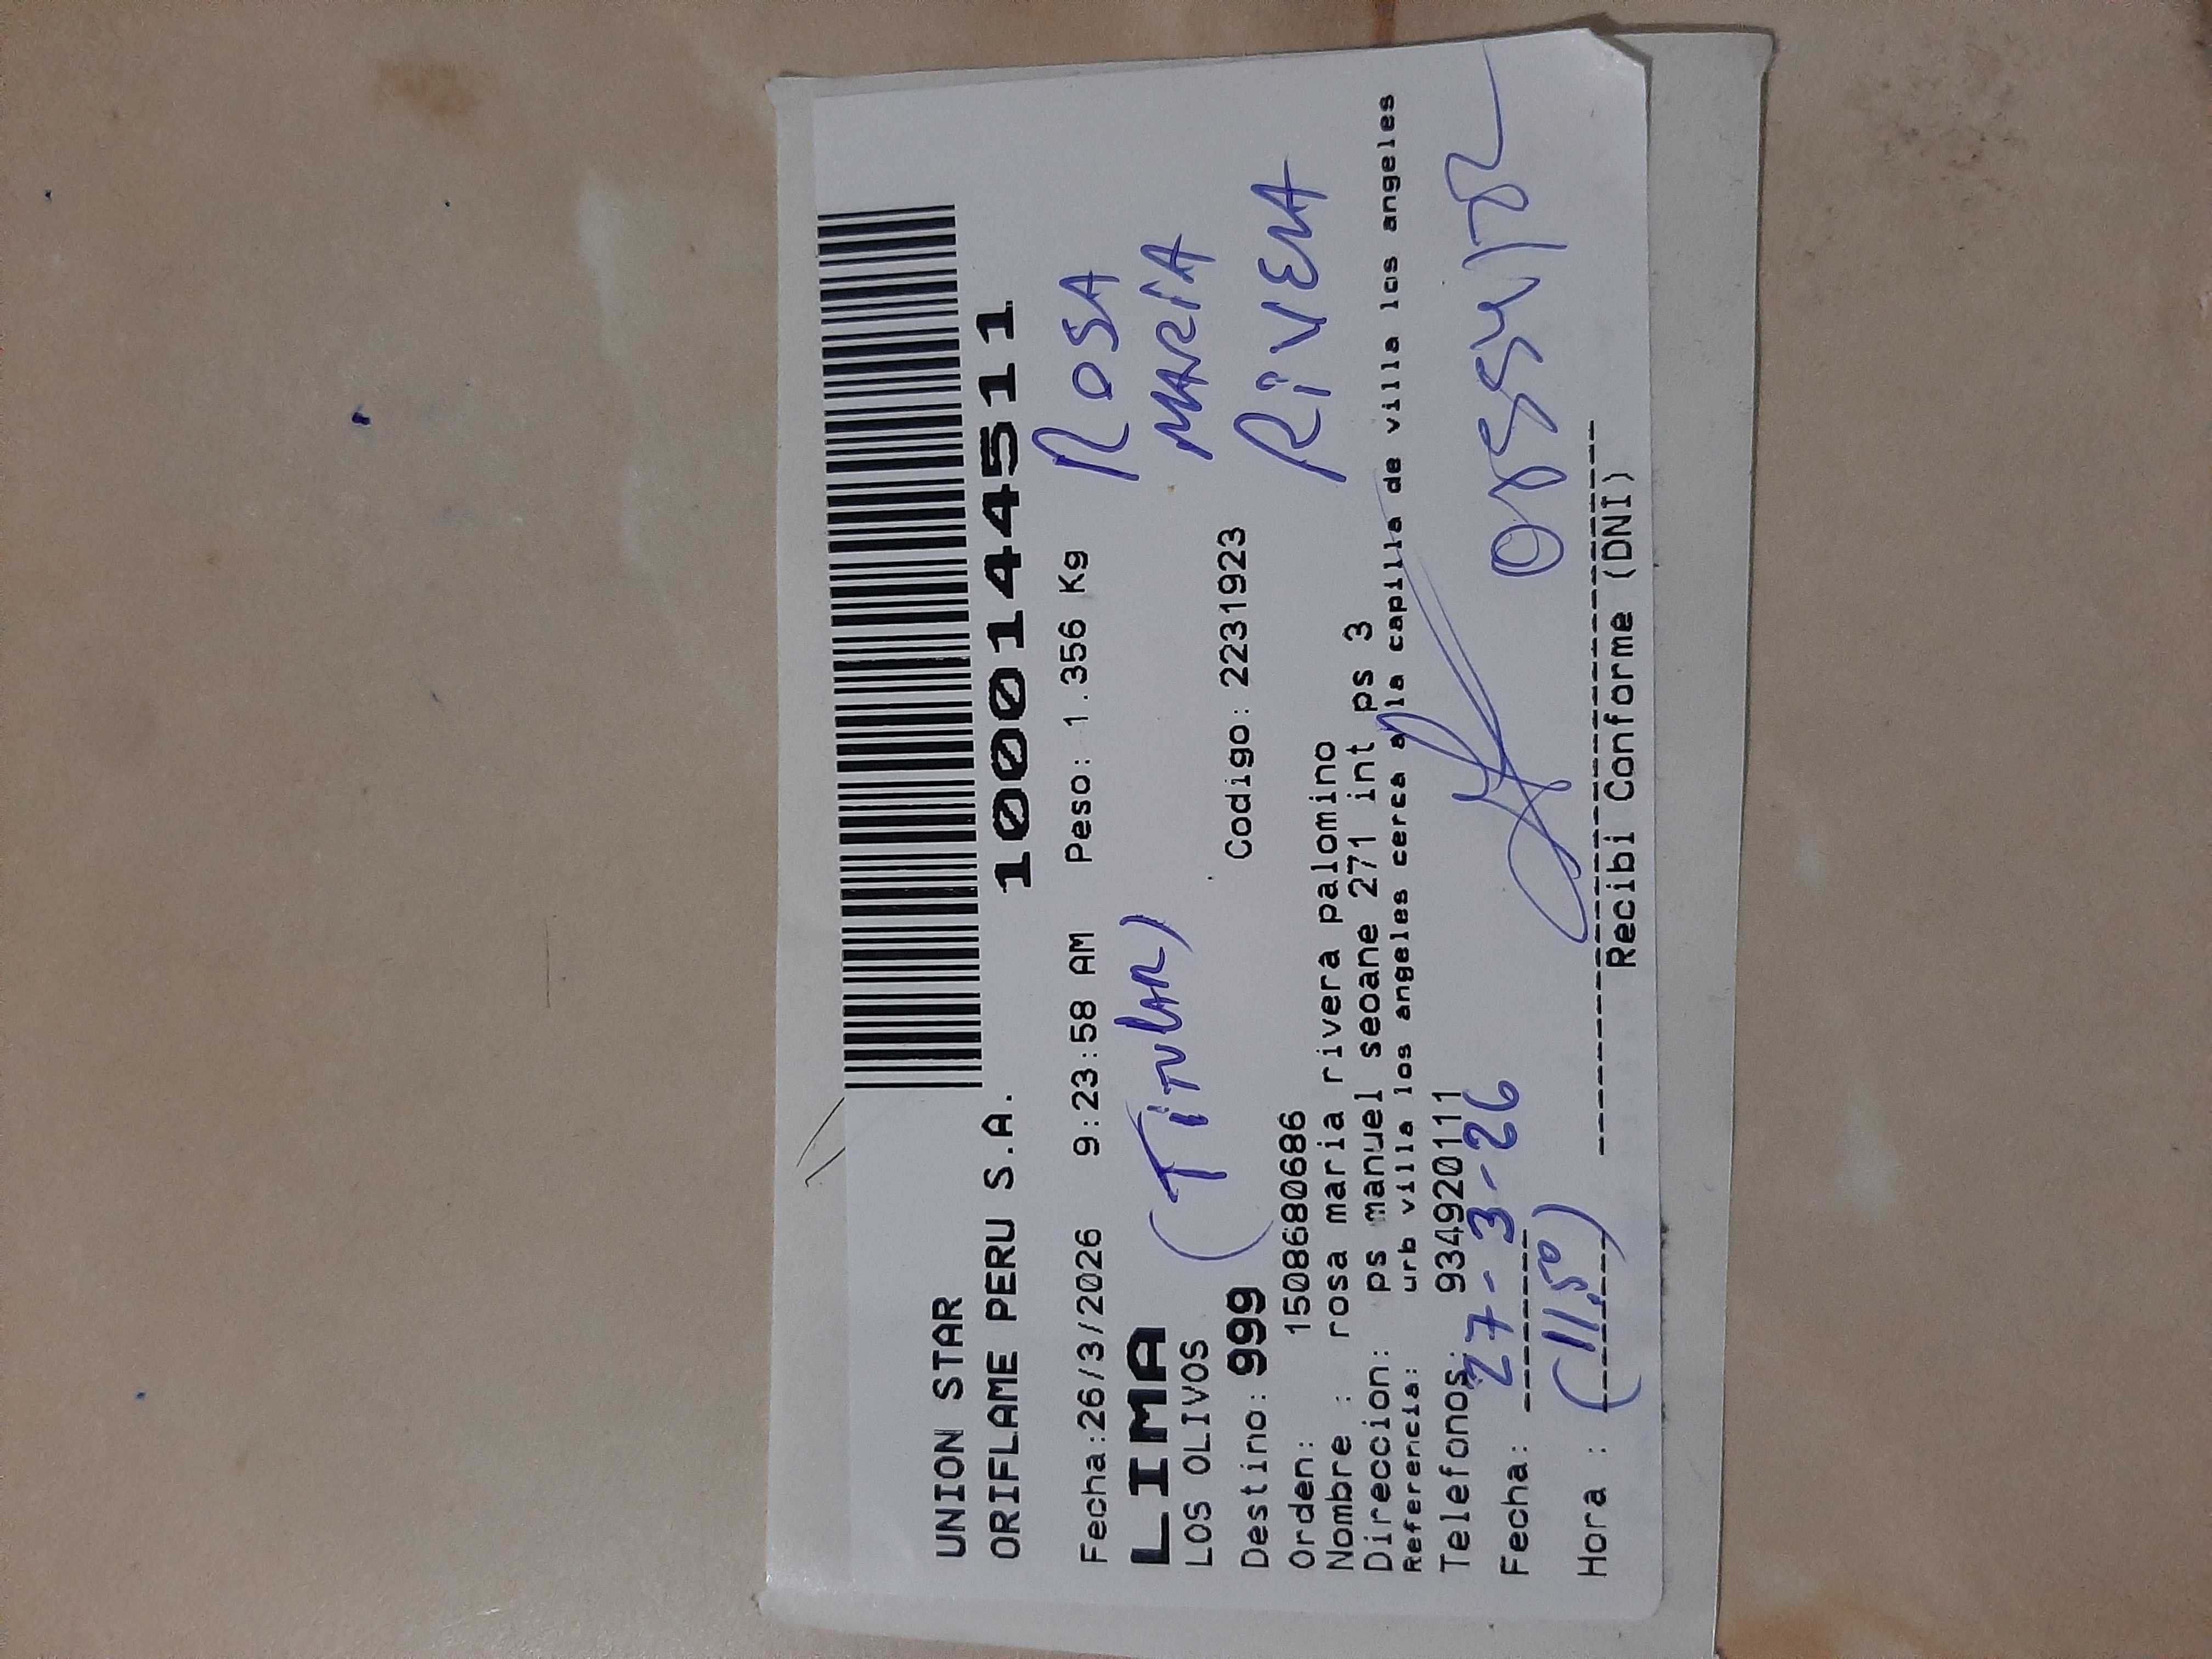 UNION STAR
ORIFLAME PERU S.A.
10001444511
Fecha:26/3/2026 9:23:58 AM Peso: 1.356 Kg
ROSA
MARIA
RIVERA
LIMA
LOS OLIVOS
(TITULAR)
Destino: 999 Codigo: 2231923
Orden: 1508680686
Nombre : rosa maria rivera palomino
Direccion: ps manuel seoane 271 int ps 3
Referencia: urb villa los angeles cerca a la capilla de villa los angeles
Telefonos: 934920111
Fecha: 27-3-26
Hora : (11:50)
Recibi Conforme (DNI)